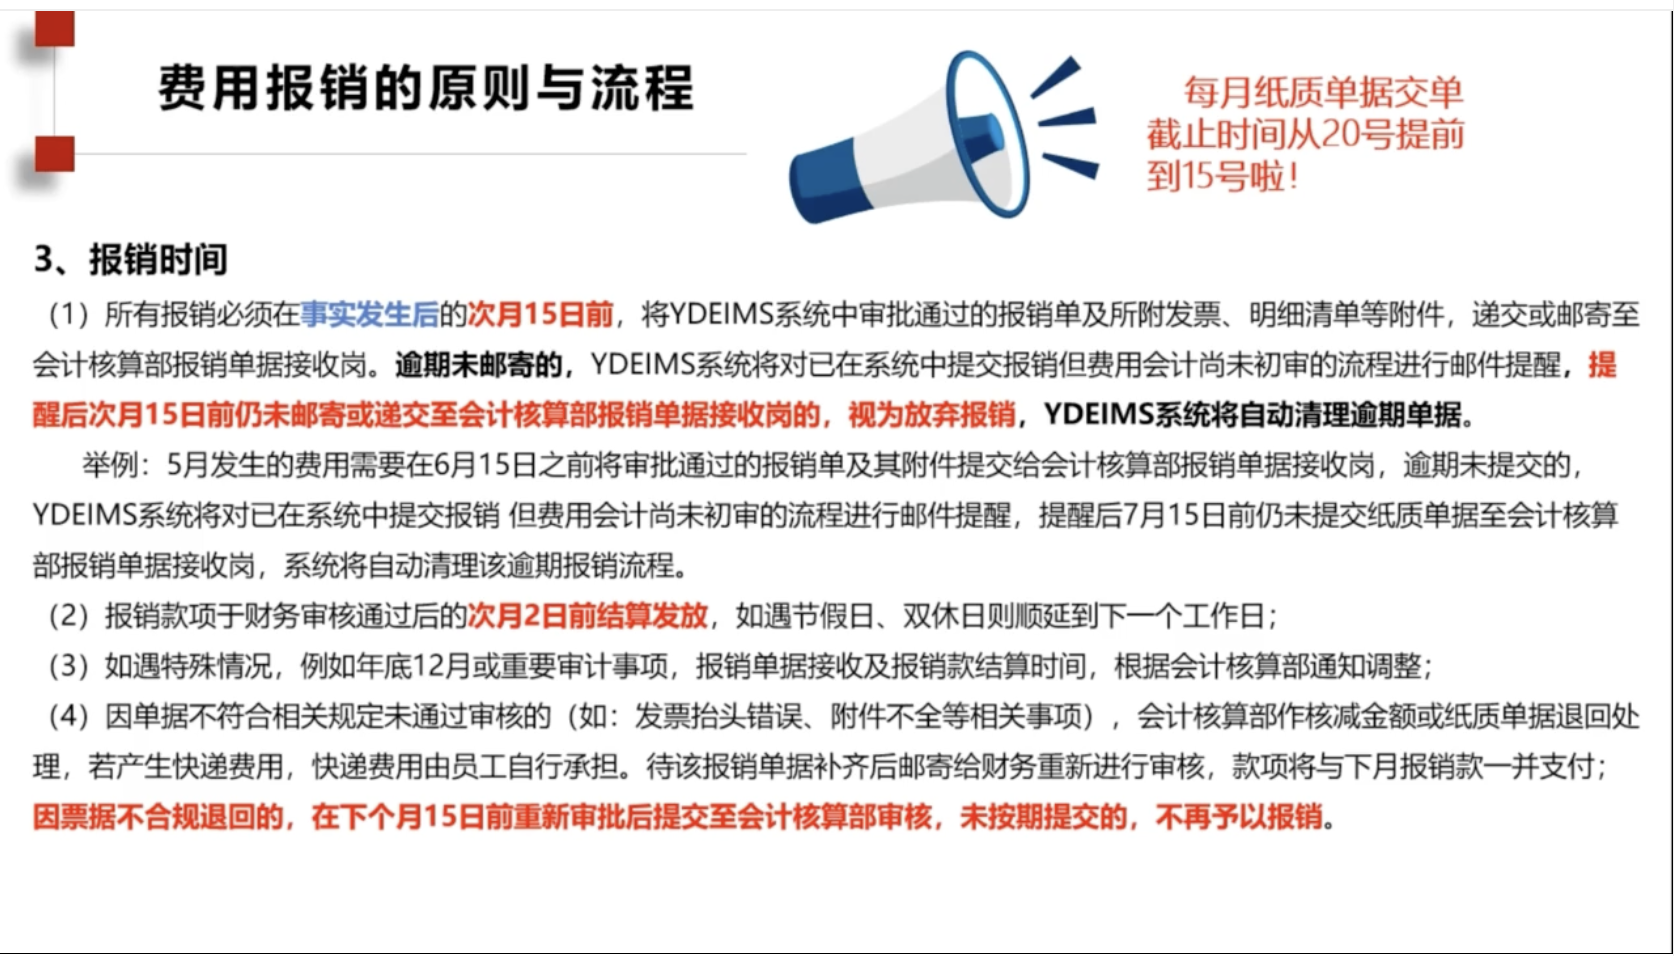 费用报销的原则与流程
每月纸质单据交单
截止时间从20号提前
到15号啦！
3、报销时间
（1）所有报销必须在事实发生后的次月15日前，将YDEIMS系统中审批通过的报销单及所附发票、明细清单等附件，递交或邮寄至
会计核算部报销单据接收岗。逾期未邮寄的，YDEIMS系统将对已在系统中提交报销但费用会计尚未初审的流程进行邮件提醒，提
醒后次月15日前仍未邮寄或递交至会计核算部报销单据接收岗的，视为放弃报销，YDEIMS系统将自动清理逾期单据。
举例：5月发生的费用需要在6月15日之前将审批通过的报销单及其附件提交给会计核算部报销单据接收岗，逾期未提交的，
YDEIMS系统将对已在系统中提交报销 但费用会计尚未初审的流程进行邮件提醒，提醒后7月15日前仍未提交纸质单据至会计核算
部报销单据接收岗，系统将自动清理该逾期报销流程。
（2）报销款项于财务审核通过后的次月2日前结算发放，如遇节假日、双休日则顺延到下一个工作日；
（3）如遇特殊情况，例如年底12月或重要审计事项，报销单据接收及报销款结算时间，根据会计核算部通知调整；
（4）因单据不符合相关规定未通过审核的（如：发票抬头错误、附件不全等相关事项），会计核算部作核减金额或纸质单据退回处
理，若产生快递费用，快递费用由员工自行承担。待该报销单据补齐后邮寄给财务重新进行审核，款项将与下月报销款一并支付；
因票据不合规退回的，在下个月15日前重新审批后提交至会计核算部审核，未按期提交的，不再予以报销。